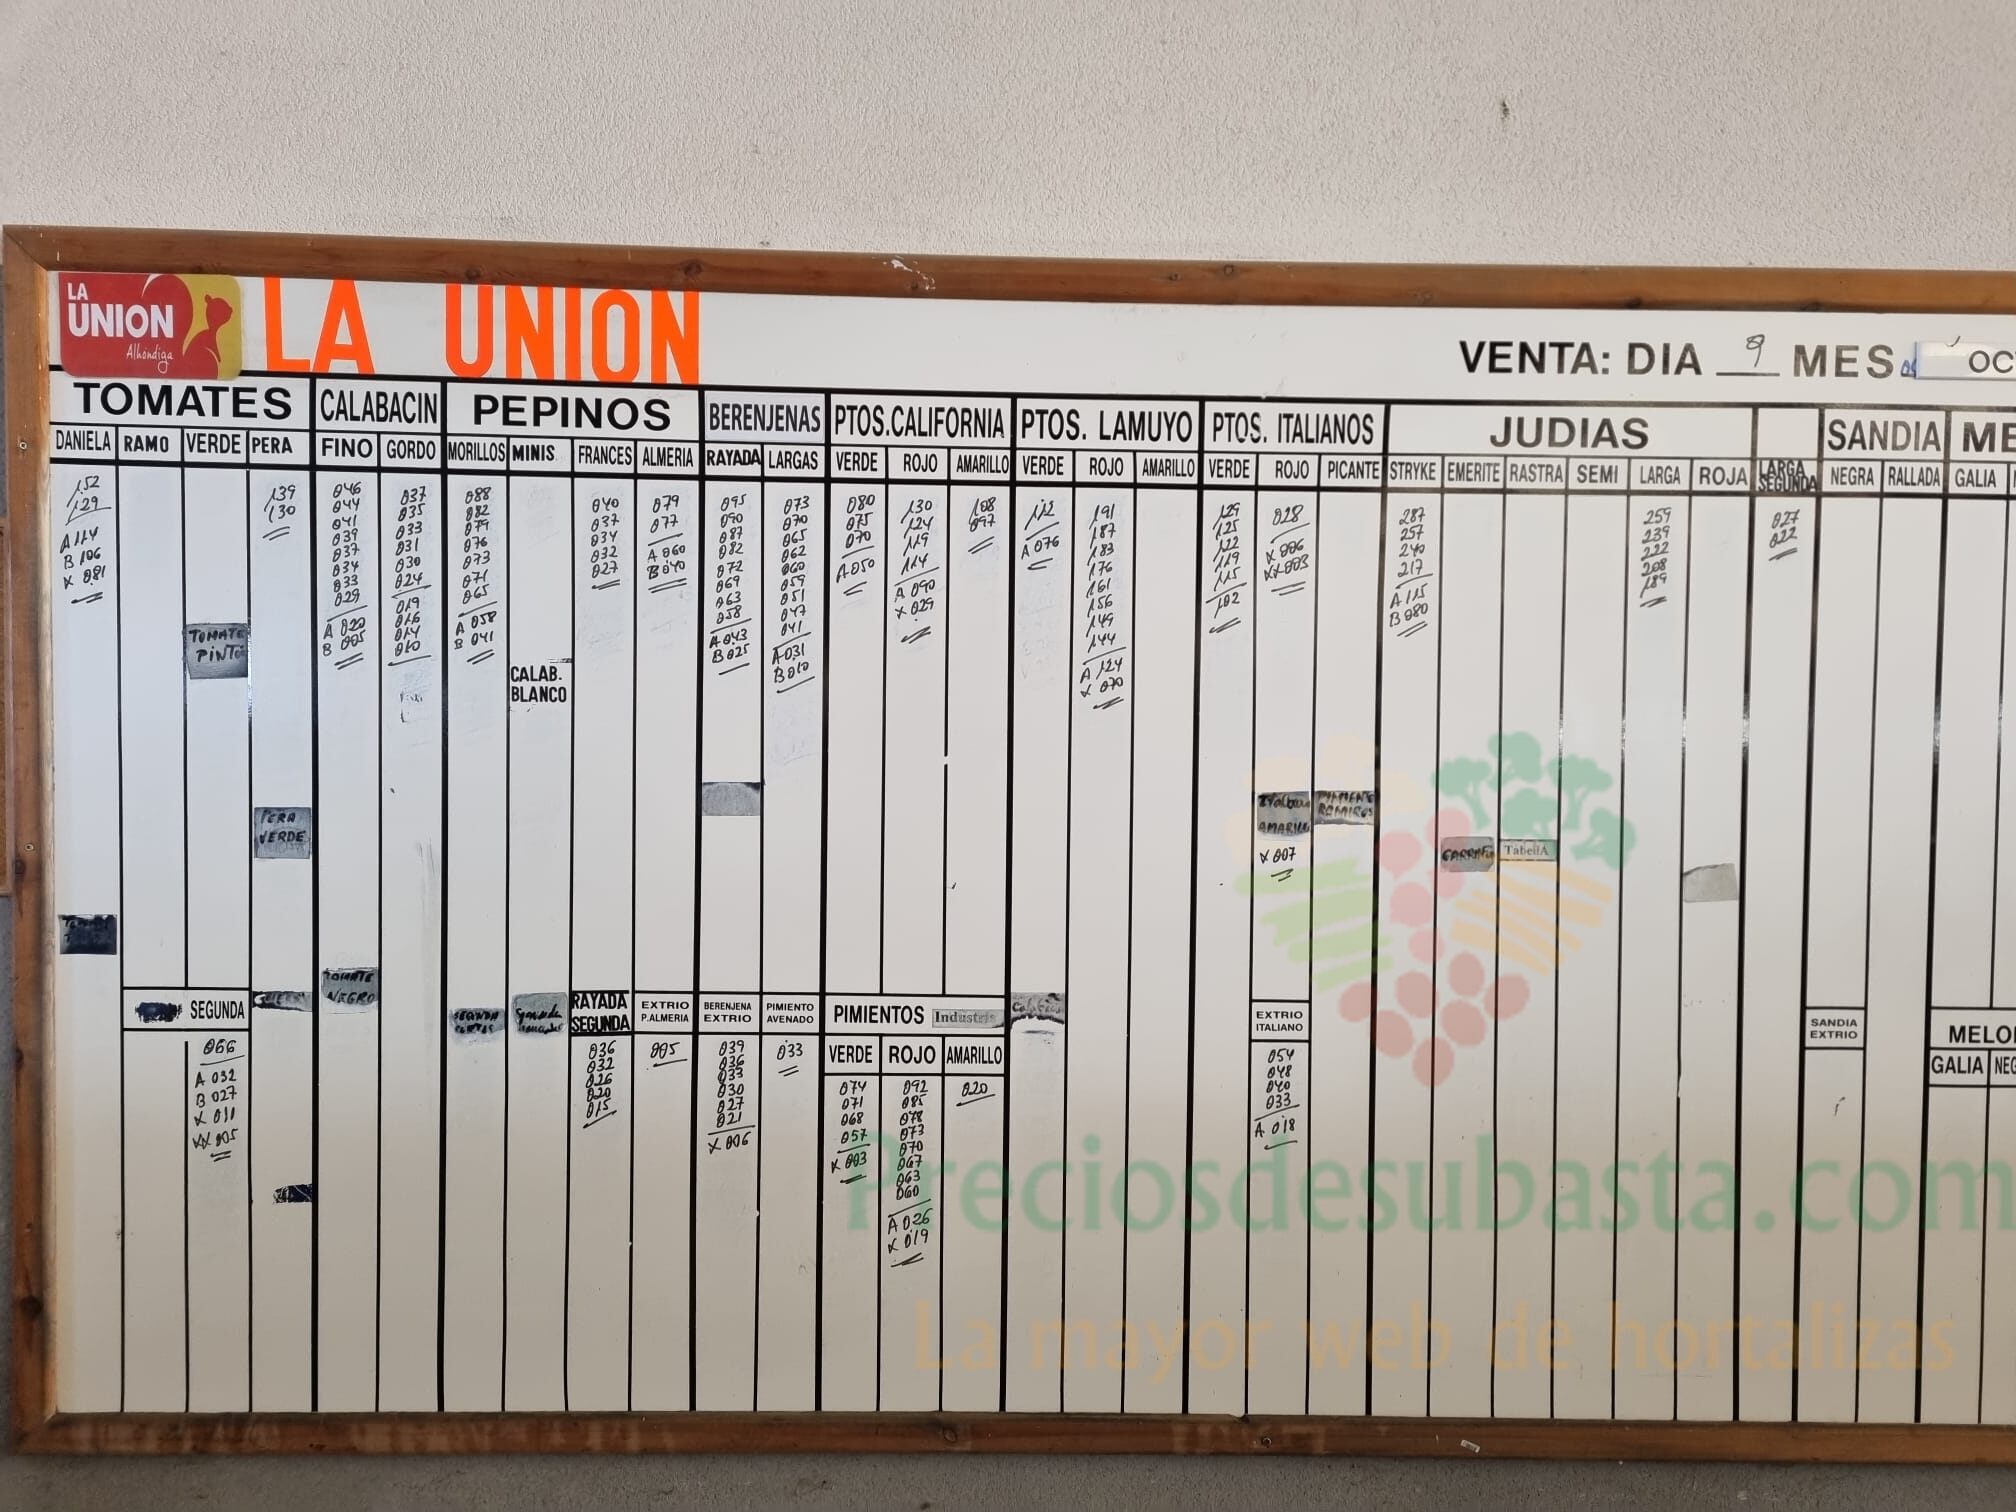 LA
UNION
Alhóndiga
LA UNION
VENTA: DIA 9 MES OC
TOMATES
CALABACIN
PEPINOS
BERENJENAS
PTOS.CALIFORNIA
PTOS. LAMUYO
PTOS. ITALIANOS
JUDIAS
SANDIA
ME
DANIELA
152
129
A 114
B 106
X 081
RAMO
VERDE
TOMATE
PINTÓN
PERA
139
130
PERA
VERDE
FINO
046
044
041
039
037
034
033
029
A 020
B 005
TOMATE
NEGRO
GORDO
037
035
033
031
030
024
019
016
014
010
MORILLOS
088
082
079
076
073
071
065
A 058
B 041
MINIS
CALAB.
BLANCO
FRANCES
040
037
034
032
027
ALMERIA
079
077
A 060
B 040
RAYADA
095
090
087
082
072
069
063
058
A 043
B 025
LARGAS
073
070
065
062
060
059
051
047
041
A 031
B 010
VERDE
080
075
070
A 050
ROJO
130
124
119
114
A 090
X 029
AMARILLO
108
097
VERDE
112
A 076
ROJO
191
187
183
176
161
156
149
144
A 124
X 070
AMARILLO
VERDE
129
125
122
119
115
102
ROJO
028
X 006
XX 003
AMARILLO
X 007
PICANTE
PIMIENTO
RAMIROS
STRYKE
287
257
240
217
A 115
B 080
EMERITE
GARRAFAL
RASTRA
TabellA
SEMI
LARGA
259
239
222
208
189
ROJA
LARGA
SEGUNDA
027
022
NEGRA
RALLADA
GALIA
SEGUNDA
066
A 032
B 027
X 011
XX 005
SEGUNDA
RAYADA
SEGUNDA
036
032
026
020
015
EXTRIO
P.ALMERIA
005
BERENJENA
EXTRIO
039
036
033
030
027
021
X 006
PIMIENTO
AVENADO
033
PIMIENTOS Industria
VERDE
074
071
068
057
X 003
ROJO
092
085
078
073
070
067
063
060
A 026
X 019
AMARILLO
020
EXTRIO
ITALIANO
054
048
040
033
A 018
SANDIA
EXTRIO
MELO
GALIA
NEG
Preciosdesubasta.com
La mayor web de hortalizas